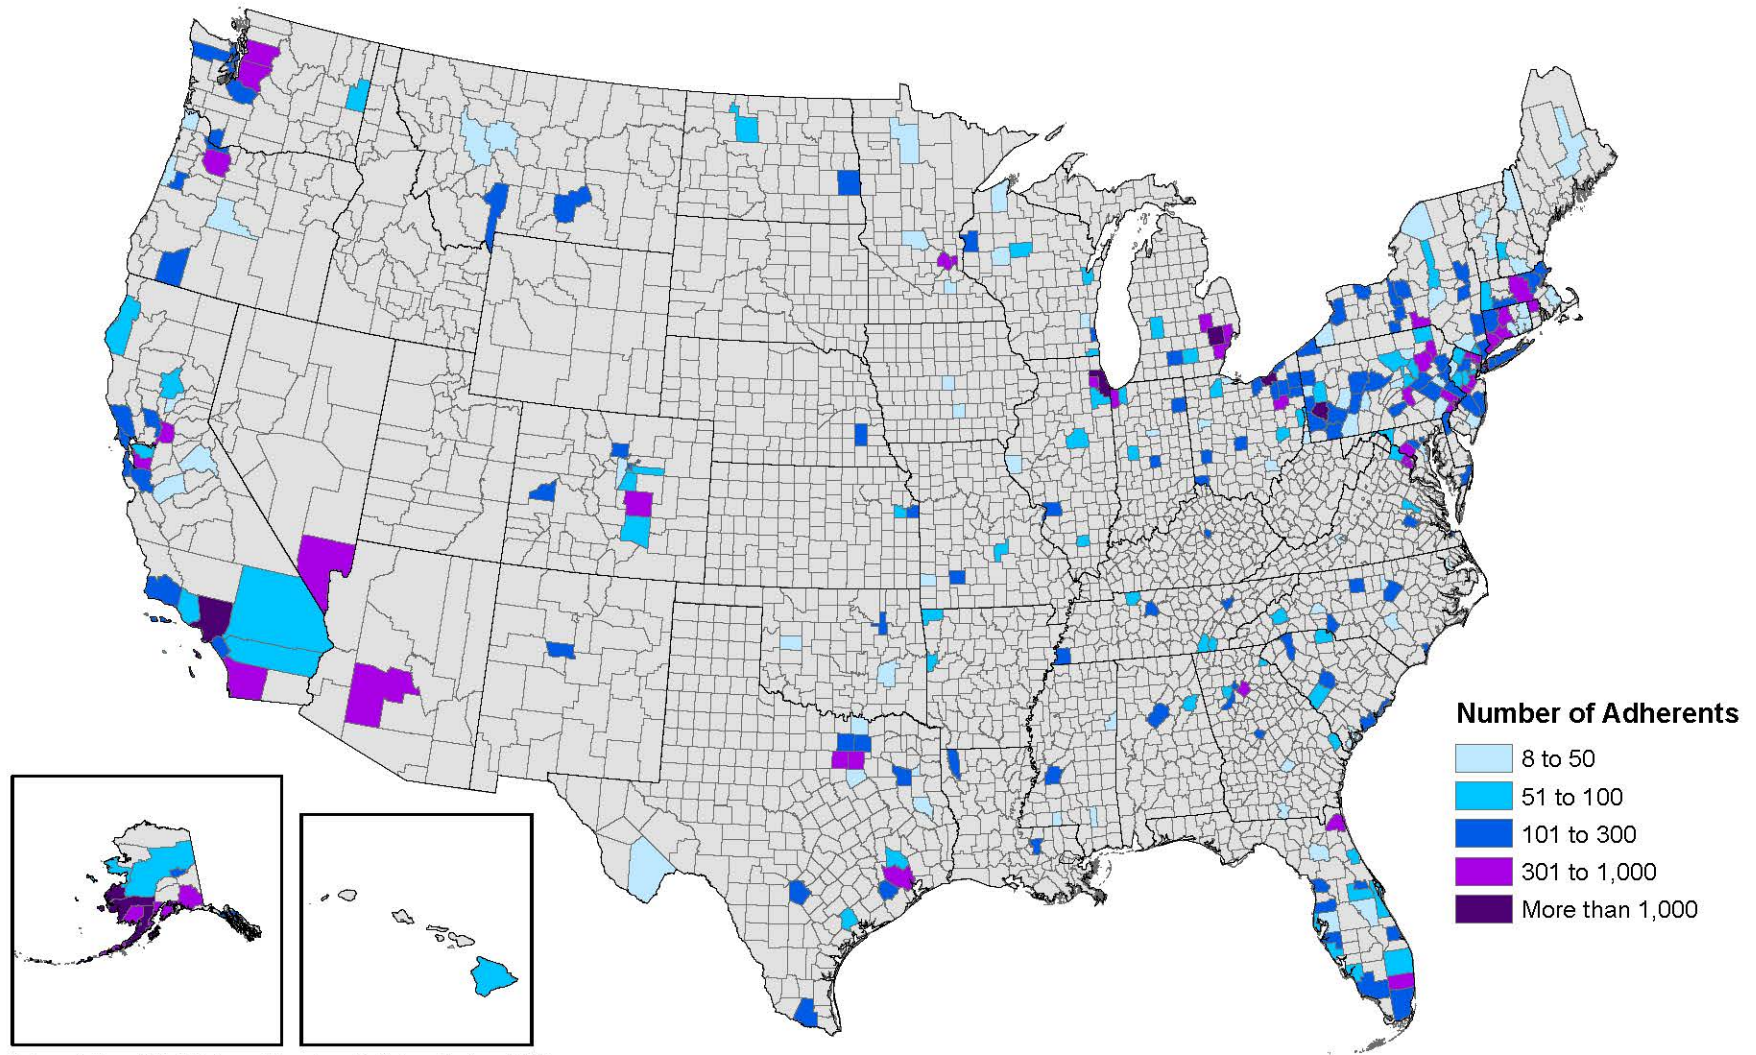 Number of Adherents
8 to 50
51 to 100
101 to 300
301 to 1,000
More than 1,000